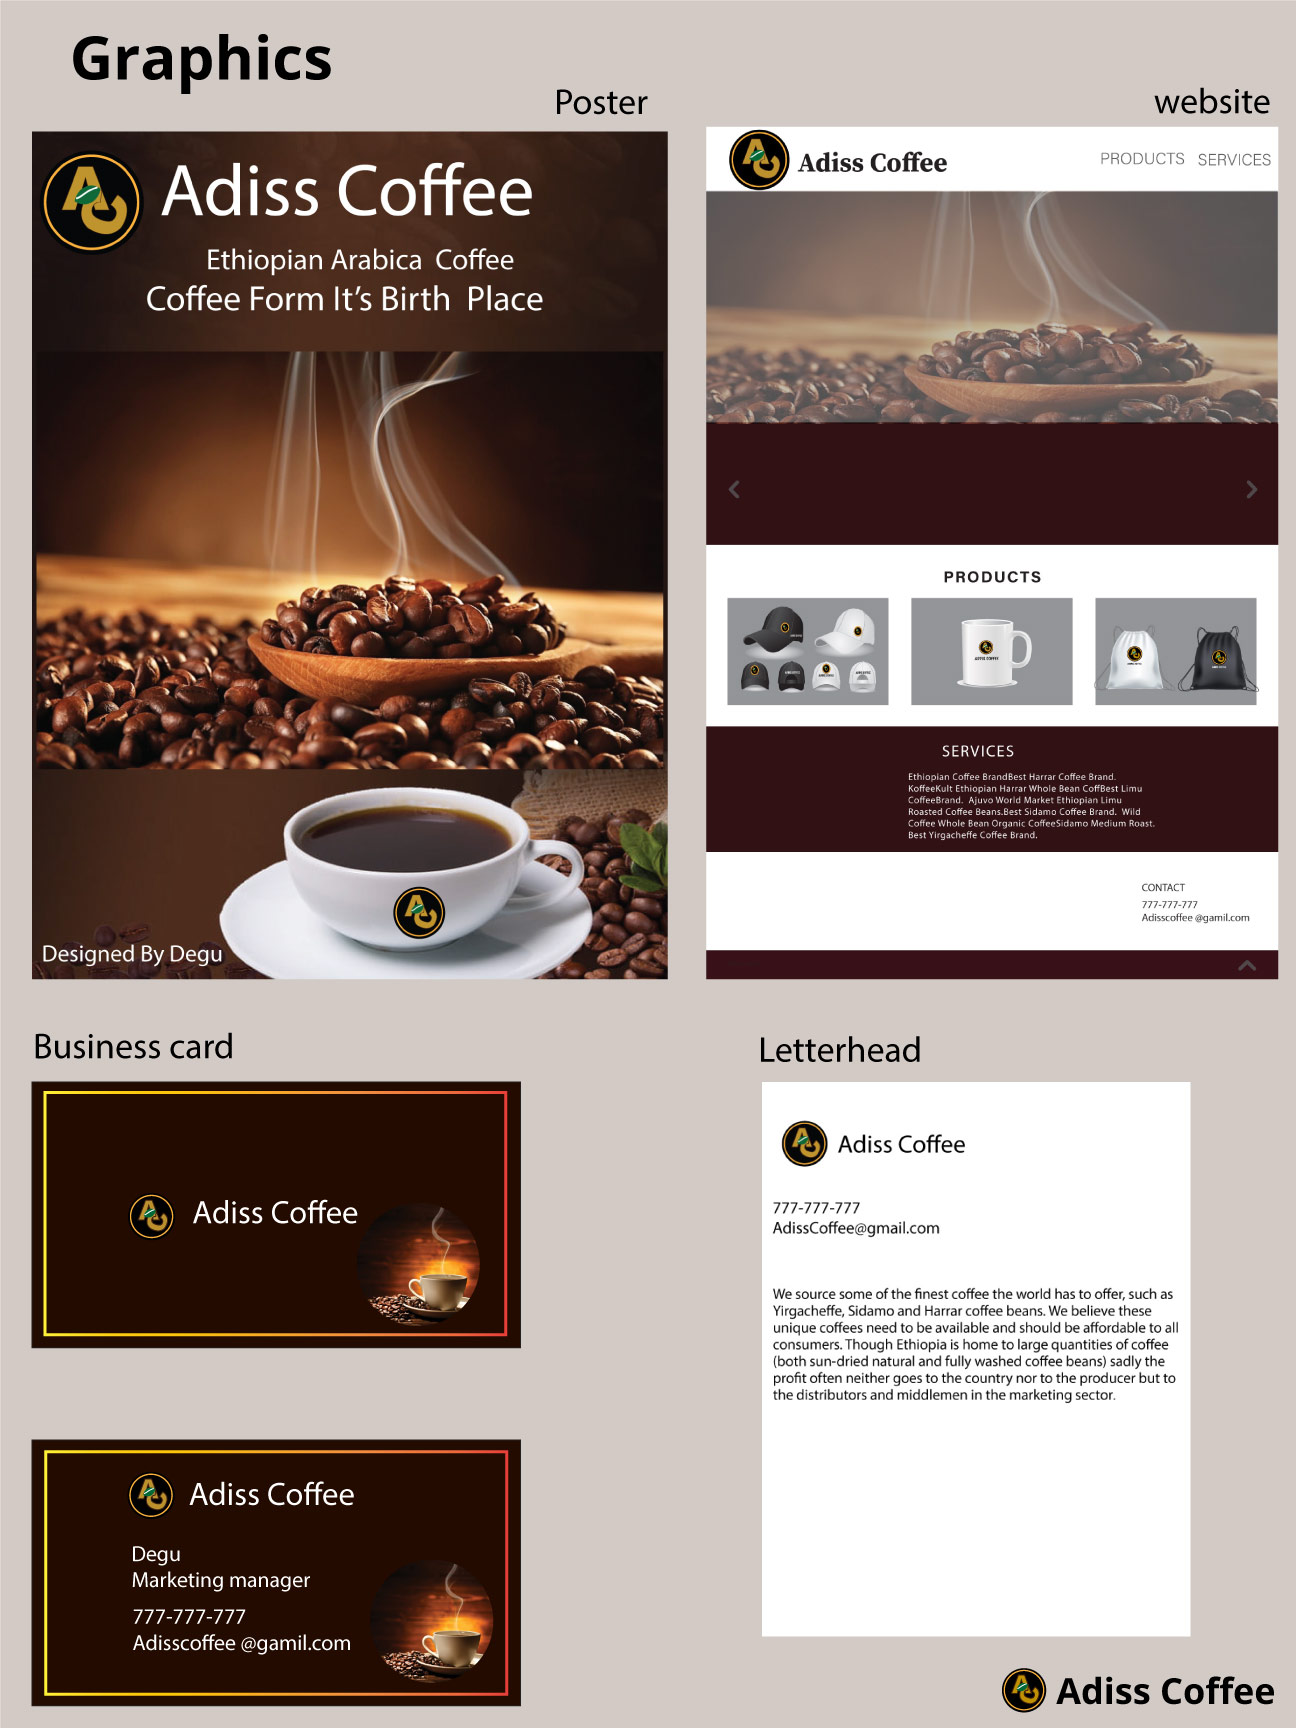 Graphics
Poster
Adiss Coffee
Ethiopian Arabica Coffee
Coffee Form It's Birth Place
Designed By Degu
website
Adiss Coffee
PRODUCTS SERVICES
PRODUCTS
SERVICES
Ethiopian Coffee BrandBest Harrar Coffee Brand.
KoffeeKult Ethiopian Harrar Whole Bean CoffBest Limu
CoffeeBrand. Ajuvo World Market Ethiopian Limu
Roasted Coffee Beans.Best Sidamo Coffee Brand. Wild
Coffee Whole Bean Organic CoffeeSidamo Medium Roast.
Best Yirgacheffe Coffee Brand.
CONTACT
777-777-777
Adisscoffee @gamil.com
Business card
Adiss Coffee
Adiss Coffee
Degu
Marketing manager
777-777-777
Adisscoffee @gamil.com
Letterhead
Adiss Coffee
777-777-777
AdissCoffee@gmail.com
We source some of the finest coffee the world has to offer, such as
Yirgacheffe, Sidamo and Harrar coffee beans. We believe these
unique coffees need to be available and should be affordable to all
consumers. Though Ethiopia is home to large quantities of coffee
(both sun-dried natural and fully washed coffee beans) sadly the
profit often neither goes to the country nor to the producer but to
the distributors and middlemen in the marketing sector.
Adiss Coffee